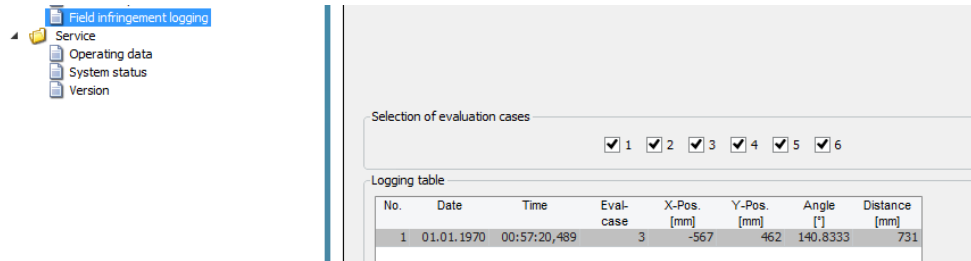 Field infringement logging
Service
Operating data
System status
Version
Selection of evaluation cases
1 2 3 4 5 6
Logging table
No. Date Time Eval-case X-Pos. [mm] Y-Pos. [mm] Angle [°] Distance [mm]
1 01.01.1970 00:57:20,489 3 -567 462 140.8333 731